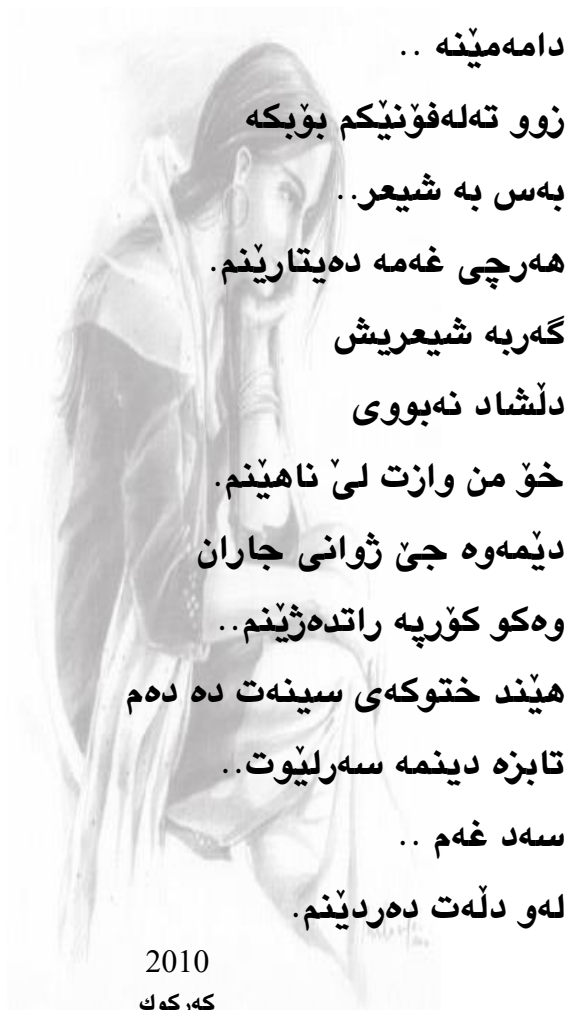 دامەمێنە ..
زوو تەلەفۆنێکم بۆبکە
بەس بە شیعر..
هەرچی غەمە دەیتارێنم.
گەربە شیعریش
دڵشاد نەبووی
خۆ من وازت لێ ناهێنم.
دێمەوە جێ ژوانی جاران
وەکو کۆرپە راتدەژێنم..
هێند ختوکەی سینەت دە دەم
تابزە دینمە سەرلێوت..
سەد غەم ..
لەو دڵەت دەردێنم.
2010
کەرکوك